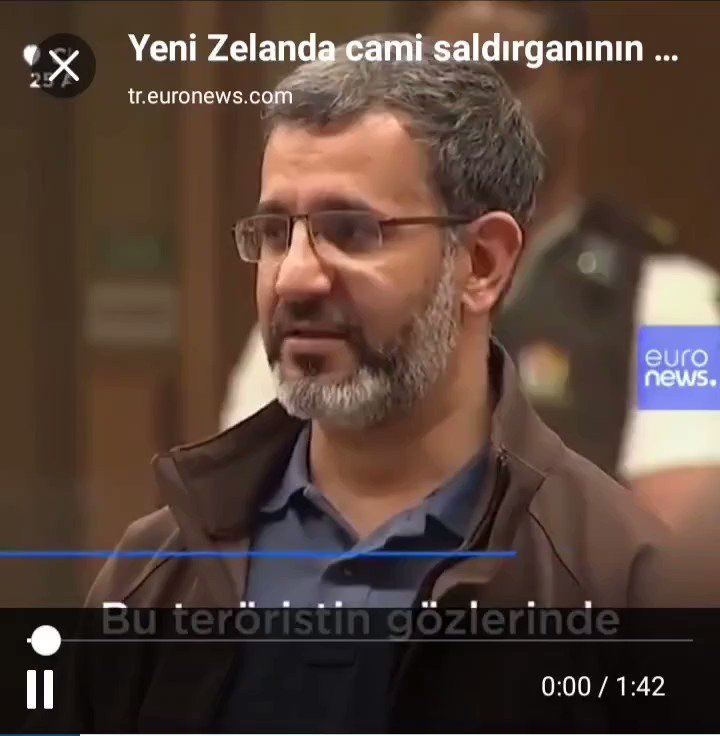 Yeni Zelanda cami saldırganının ...
tr.euronews.com
euro
news.
Bu teröristin gözlerinde
0:00 / 1:42